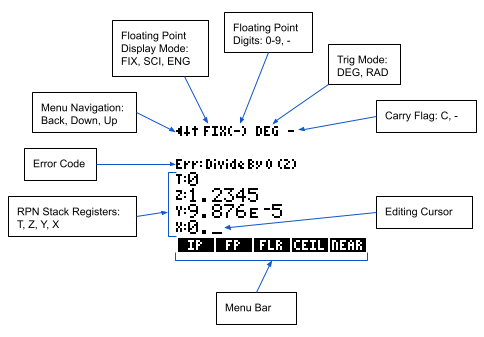 Floating Point
Digits: 0-9, -
Floating Point
Display Mode:
FIX, SCI, ENG
Trig Mode:
DEG, RAD
Menu Navigation:
Back, Down, Up
Carry Flag: C, -
FIX(-) DEG -
Error Code
Err:Divide By 0 (2)
T:0
Z:1.2345
Y:9.876E-5
X:0._
RPN Stack Registers:
T, Z, Y, X
Editing Cursor
IP FP FLR CEIL NEAR
Menu Bar